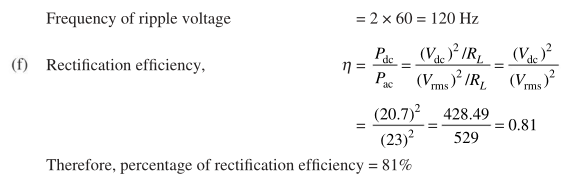 Frequency of ripple voltage = 2 × 60 = 120 Hz
(f) Rectification efficiency, η = P_dc / P_ac = (V_dc)² /R_L / (V_rms)² /R_L = (V_dc)² / (V_rms)²
= (20.7)² / (23)² = 428.49 / 529 = 0.81
Therefore, percentage of rectification efficiency = 81%